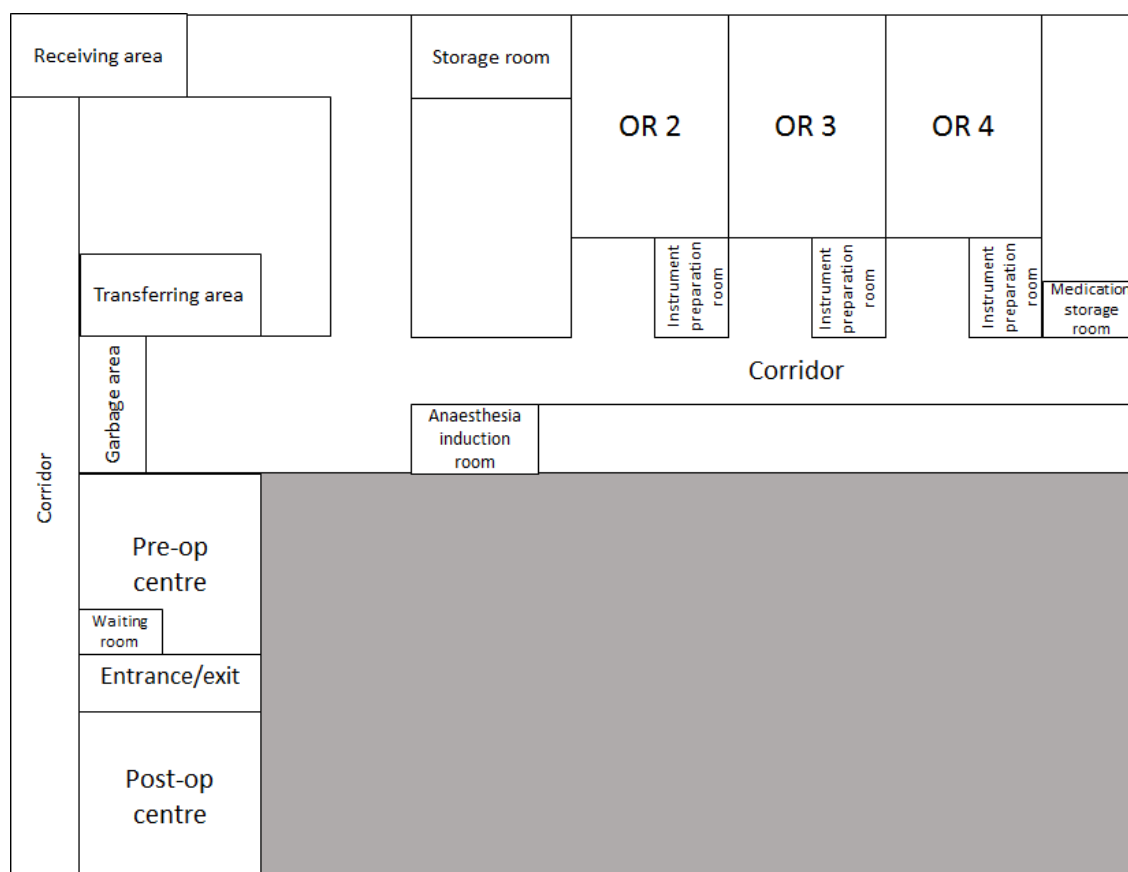 Receiving area
Storage room
OR 2
OR 3
OR 4
Transferring area
Instrument
preparation
room
Instrument
preparation
room
Instrument
preparation
room
Medication
storage
room
Corridor
Garbage area
Anaesthesia
induction
room
Corridor
Pre-op
centre
Waiting
room
Entrance/exit
Post-op
centre